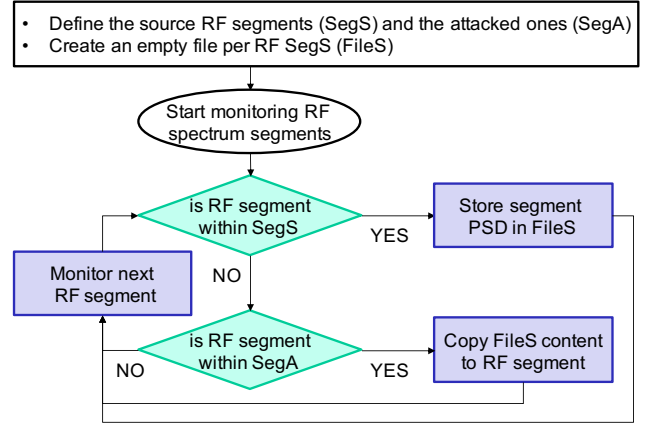 • Define the source RF segments (SegS) and the attacked ones (SegA)
• Create an empty file per RF SegS (FileS)
Start monitoring RF
spectrum segments
is RF segment
within SegS
YES
Store segment
PSD in FileS
NO
Monitor next
RF segment
is RF segment
within SegA
NO
YES
Copy FileS content
to RF segment